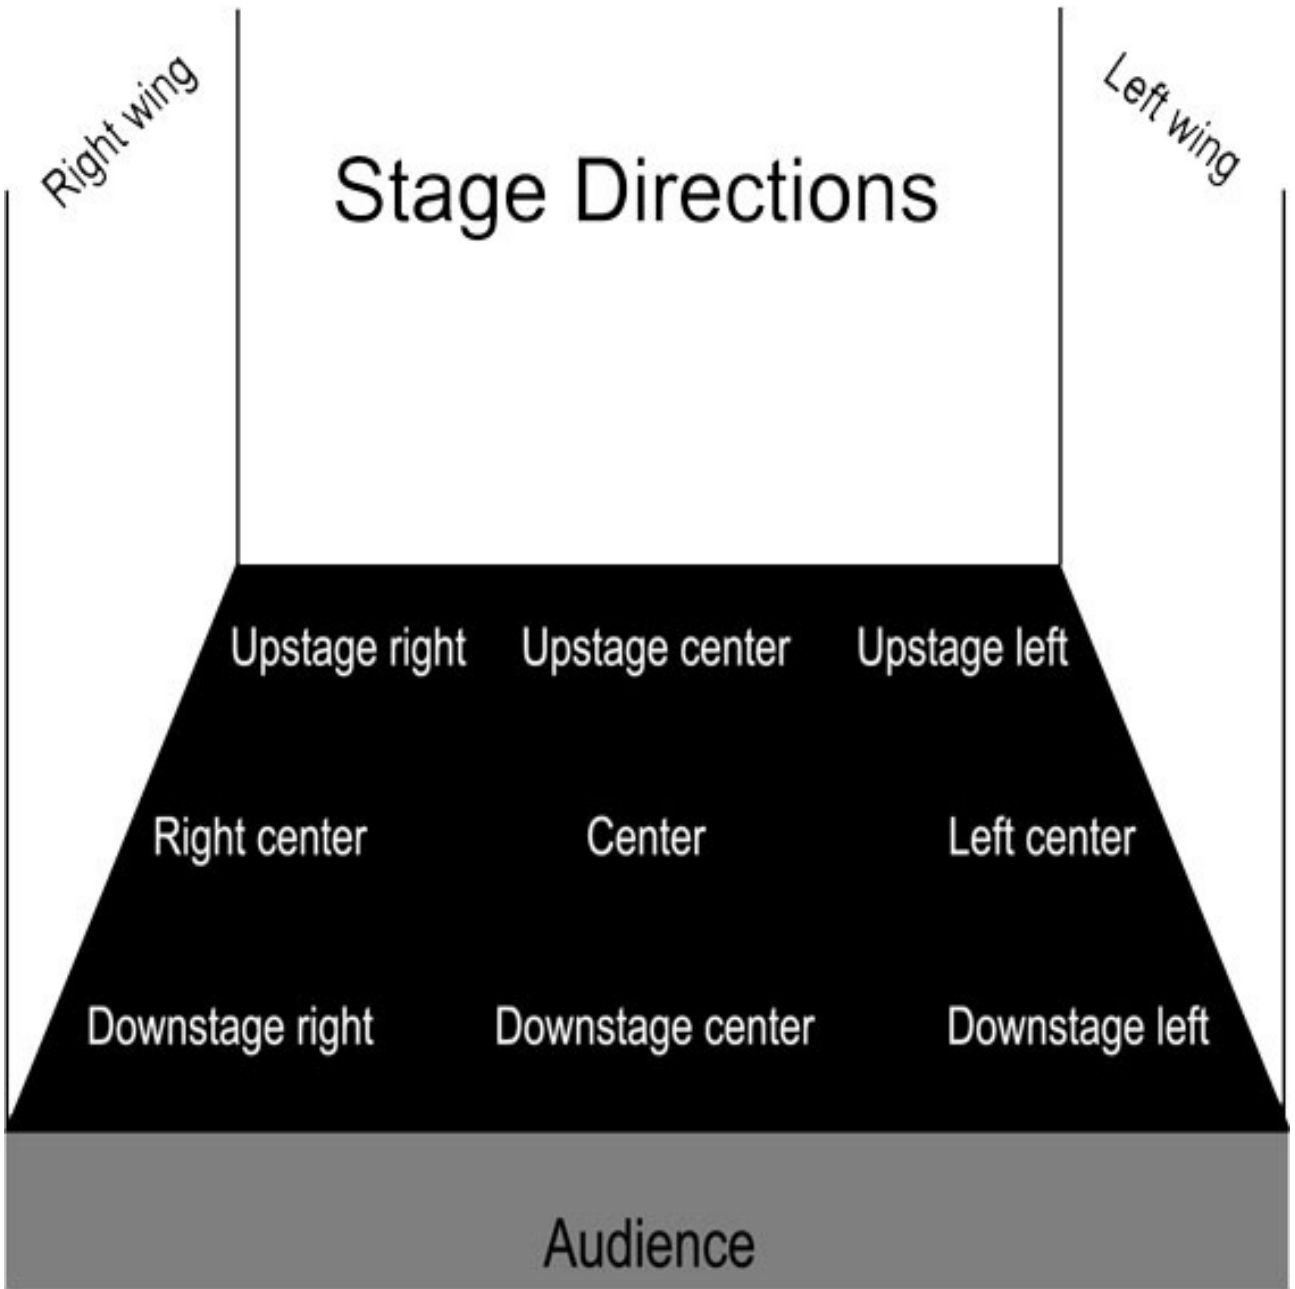 Right wing
Left wing
Stage Directions
Upstage right Upstage center Upstage left
Right center Center Left center
Downstage right Downstage center Downstage left
Audience